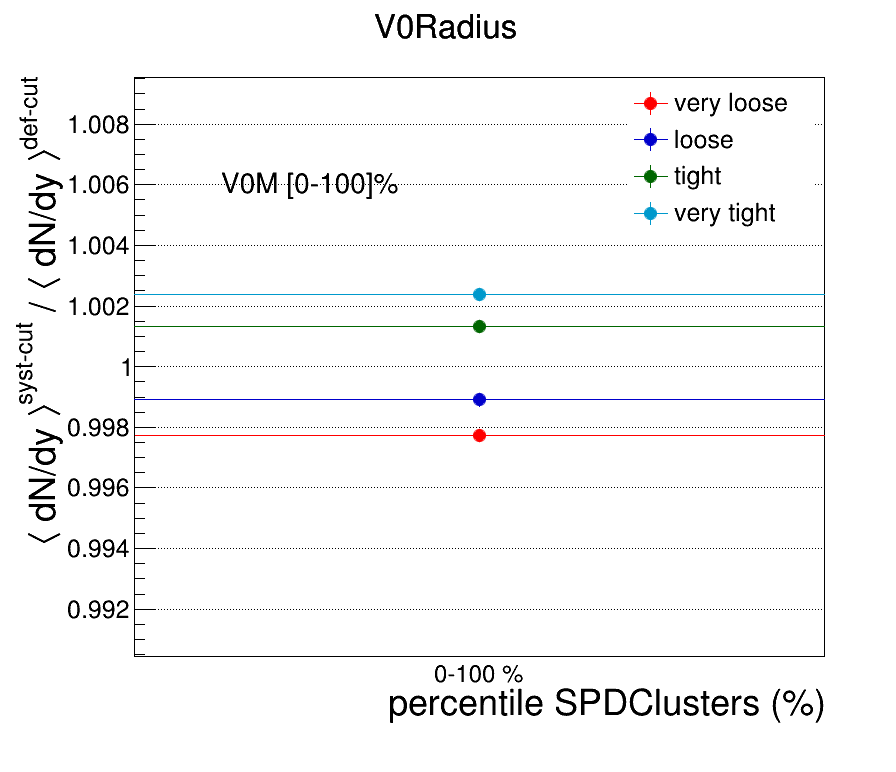 V0Radius
⟨ dN/dy ⟩^syst-cut / ⟨ dN/dy ⟩^def-cut
1.008
1.006
1.004
1.002
1
0.998
0.996
0.994
0.992
V0M [0-100]%
very loose
loose
tight
very tight
0-100 %
percentile SPDClusters (%)